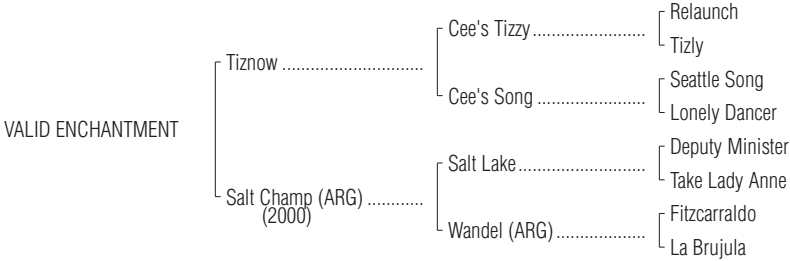 Relaunch
Cee's Tizzy........................
Tizly
Tiznow ..............................
Seattle Song
Cee's Song .......................
Lonely Dancer
VALID ENCHANTMENT
Deputy Minister
Salt Lake...........................
Take Lady Anne
Salt Champ (ARG) ............
(2000)
Fitzcarraldo
Wandel (ARG)...................
La Brujula